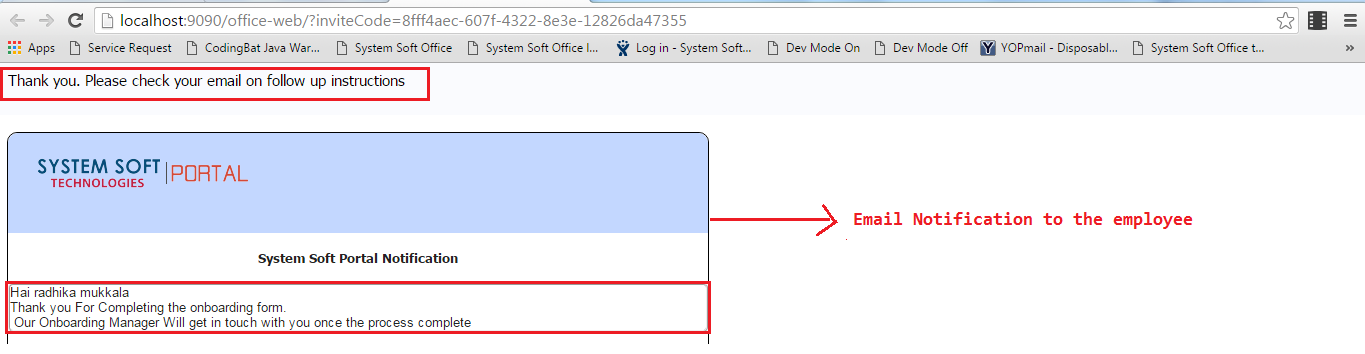 localhost:9090/office-web/?inviteCode=8fff4aec-607f-4322-8e3e-12826da47355
Apps Service Request CodingBat Java War... System Soft Office System Soft Office I... Log in - System Soft... Dev Mode On Dev Mode Off YOPmail - Disposabl... System Soft Office t... »
Thank you. Please check your email on follow up instructions
SYSTEM SOFT
TECHNOLOGIES
PORTAL
Email Notification to the employee
System Soft Portal Notification
Hai radhika mukkala
Thank you For Completing the onboarding form.
Our Onboarding Manager Will get in touch with you once the process complete